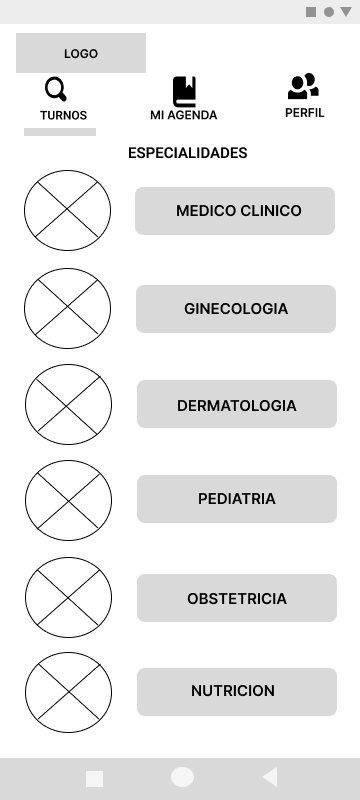 LOGO
TURNOS
MI AGENDA
PERFIL
ESPECIALIDADES
MEDICO CLINICO
GINECOLOGIA
DERMATOLOGIA
PEDIATRIA
OBSTETRICIA
NUTRICION